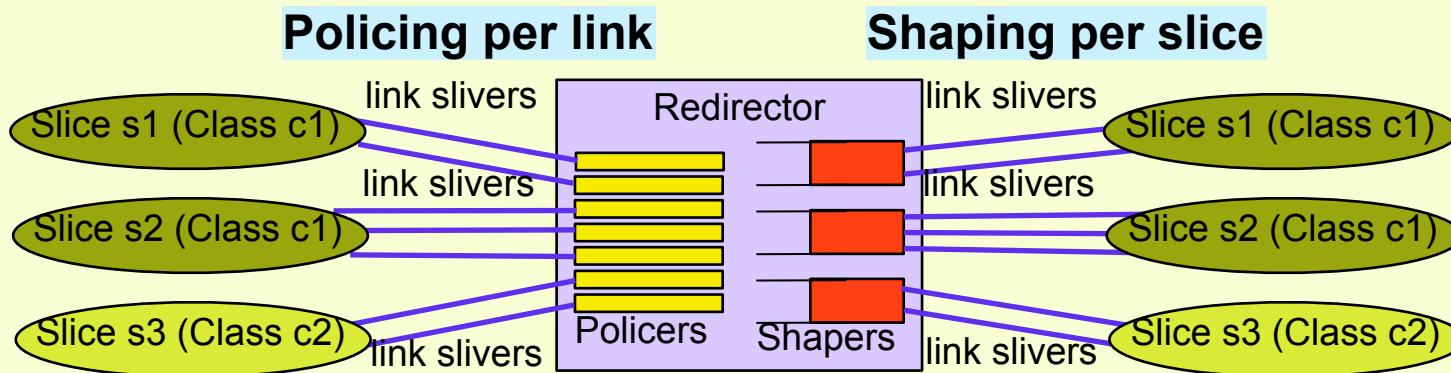 Policing per link
Shaping per slice
link slivers
Redirector
link slivers
Slice s1 (Class c1)
Slice s1 (Class c1)
link slivers
link slivers
Slice s2 (Class c1)
Slice s2 (Class c1)
Slice s3 (Class c2)
Policers
Shapers
Slice s3 (Class c2)
link slivers
link slivers